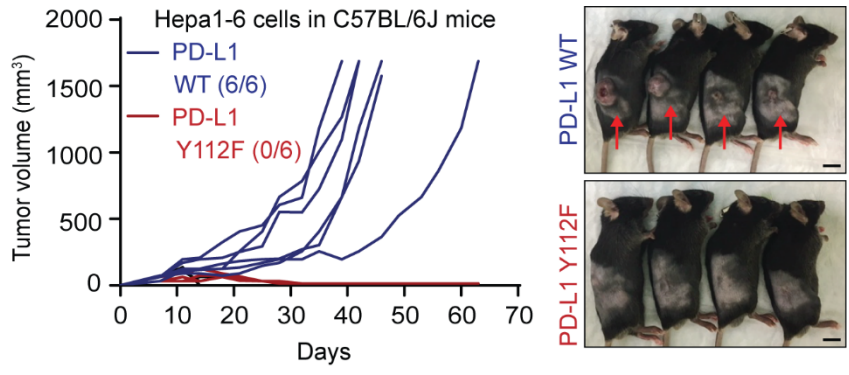 Hepa1-6 cells in C57BL/6J mice
PD-L1
WT (6/6)
PD-L1
Y112F (0/6)
Tumor volume (mm³)
2000
1500
1000
500
0
0 10 20 30 40 50 60 70
Days
PD-L1 WT
PD-L1 Y112F